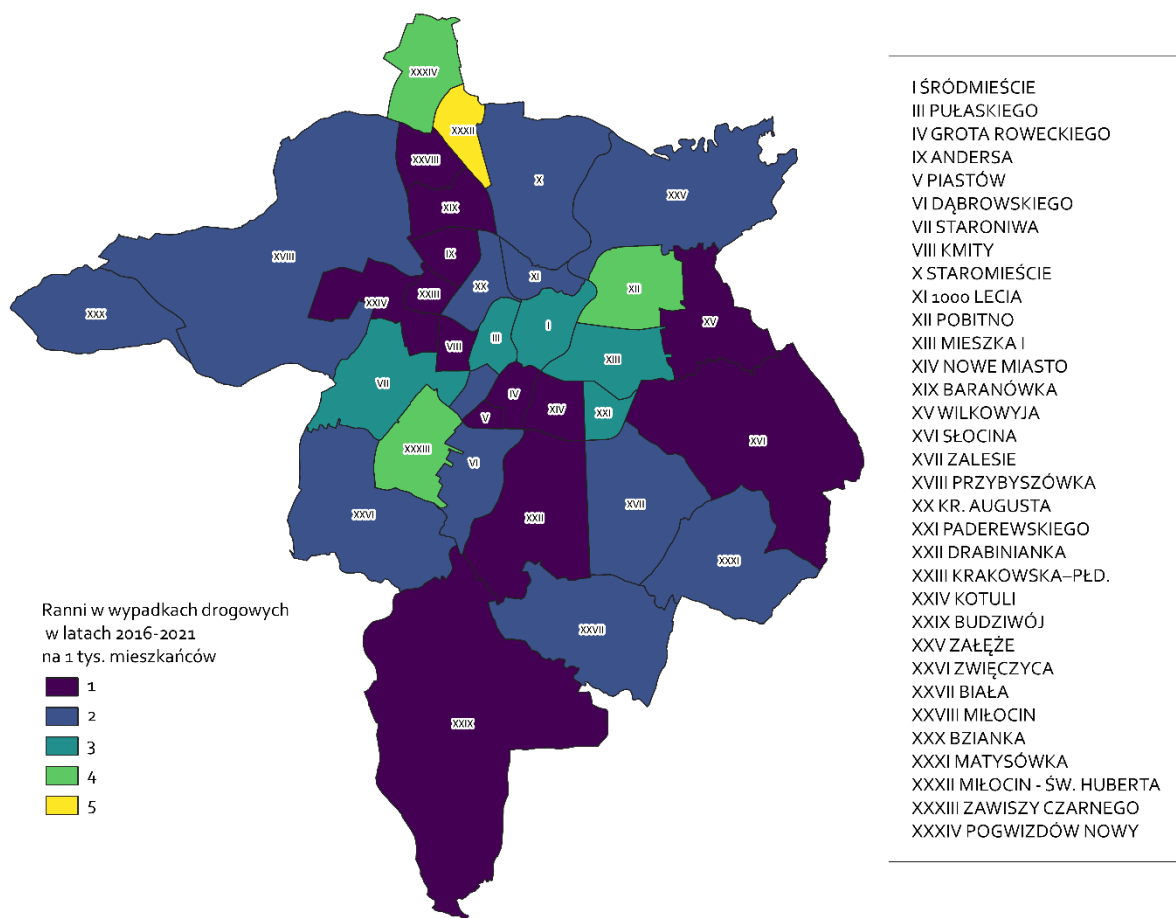 XXXIV
XXXII
XXVIII
X
XXV
XIX
IX
XVIII
XI
XII
XX
XXIII
XXIV
XXX
XV
I
III
VIII
XIII
VII
IV
XIV
XXI
V
XVI
XXXIII
VI
XXVI
XXII
XVII
XXXI
XXVII
XXIX
Ranni w wypadkach drogowych
w latach 2016-2021
na 1 tys. mieszkańców
1
2
3
4
5
I ŚRÓDMIEŚCIE
III PUŁASKIEGO
IV GROTA ROWECKIEGO
IX ANDERSA
V PIASTÓW
VI DĄBROWSKIEGO
VII STARONIWA
VIII KMITY
X STAROMIEŚCIE
XI 1000 LECIA
XII POBITNO
XIII MIESZKA I
XIV NOWE MIASTO
XIX BARANÓWKA
XV WILKOWYJA
XVI SŁOCINA
XVII ZALESIE
XVIII PRZYBYSZÓWKA
XX KR. AUGUSTA
XXI PADEREWSKIEGO
XXII DRABINIANKA
XXIII KRAKOWSKA–PŁD.
XXIV KOTULI
XXIX BUDZIWÓJ
XXV ZAŁĘŻE
XXVI ZWIĘCZYCA
XXVII BIAŁA
XXVIII MIŁOCIN
XXX BZIANKA
XXXI MATYSÓWKA
XXXII MIŁOCIN - ŚW. HUBERTA
XXXIII ZAWISZY CZARNEGO
XXXIV POGWIZDÓW NOWY